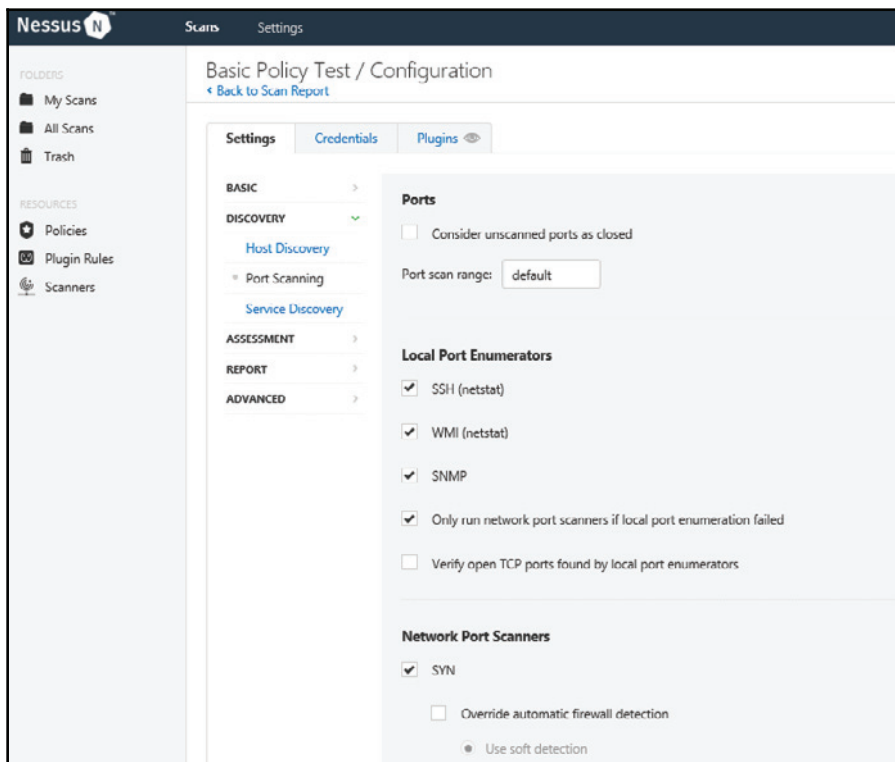 Nessus N
Scans Settings
FOLDERS
My Scans
All Scans
Trash
RESOURCES
Policies
Plugin Rules
Scanners
Basic Policy Test / Configuration
Back to Scan Report
Settings Credentials Plugins
BASIC
DISCOVERY
Host Discovery
Port Scanning
Service Discovery
ASSESSMENT
REPORT
ADVANCED
Ports
Consider unscanned ports as closed
Port scan range: default
Local Port Enumerators
SSH (netstat)
WMI (netstat)
SNMP
Only run network port scanners if local port enumeration failed
Verify open TCP ports found by local port enumerators
Network Port Scanners
SYN
Override automatic firewall detection
Use soft detection